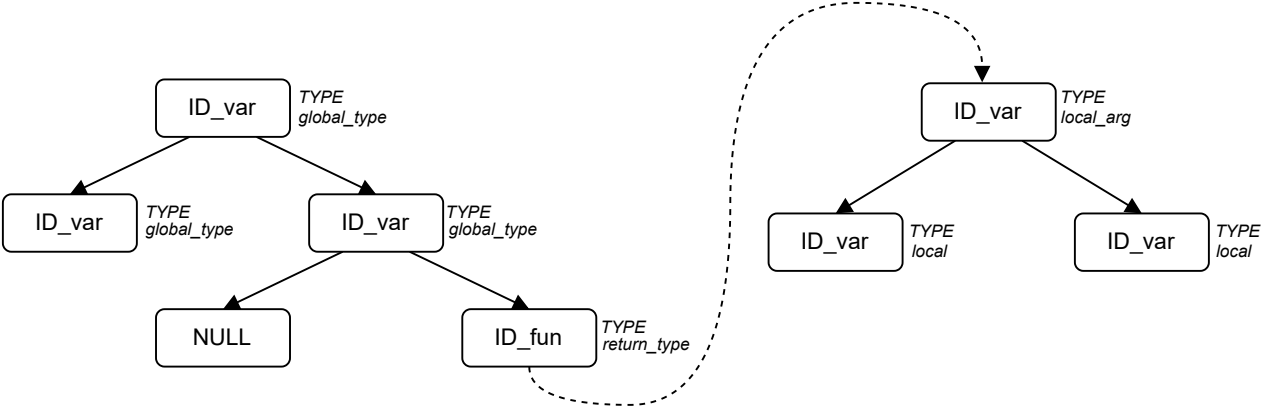 ID_var
TYPE
global_type
ID_var
TYPE
local_arg
ID_var
TYPE
global_type
ID_var
TYPE
global_type
ID_var
TYPE
local
ID_var
TYPE
local
NULL
ID_fun
TYPE
return_type